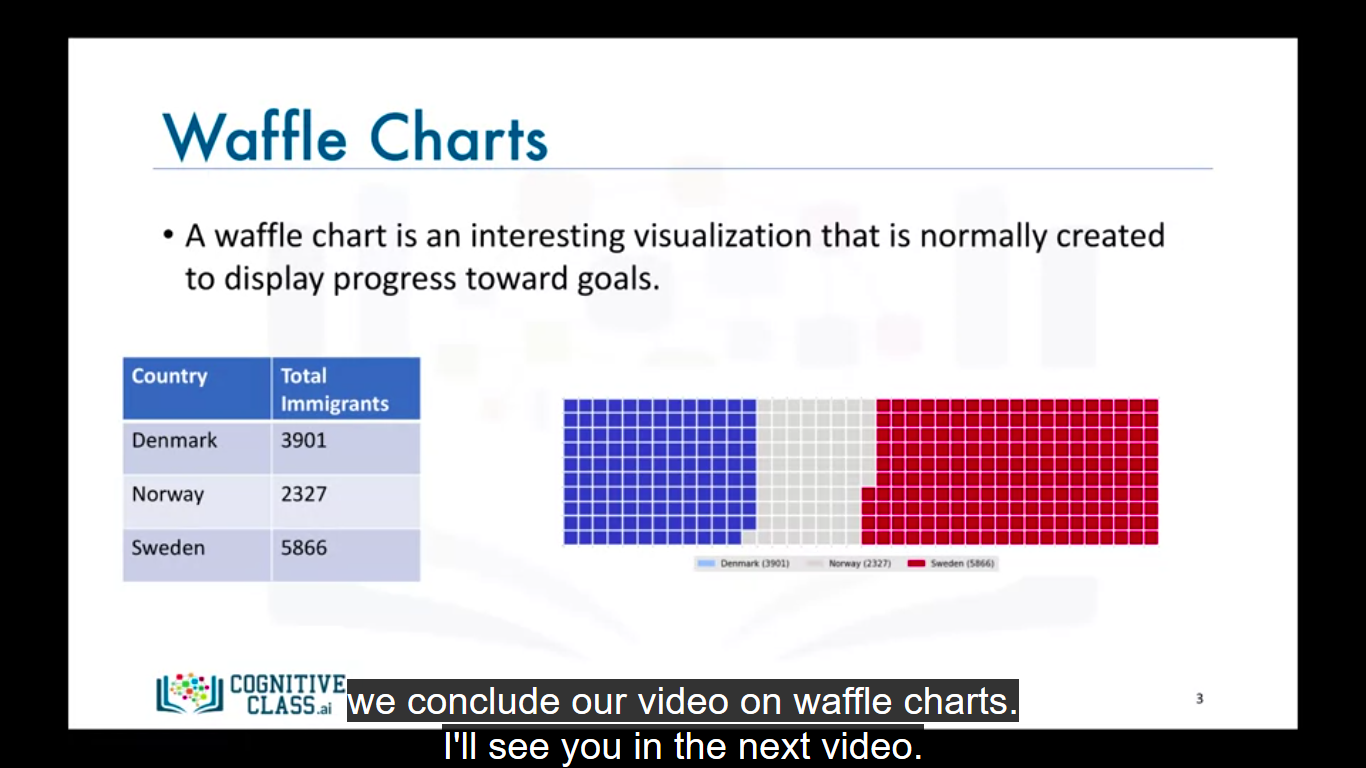 Waffle Charts
• A waffle chart is an interesting visualization that is normally created
to display progress toward goals.
Country
Total
Immigrants
Denmark 3901
Norway 2327
Sweden 5866
Denmark (3901) Norway (2327) Sweden (5866)
COGNITIVE
CLASS.ai
3
we conclude our video on waffle charts.
I'll see you in the next video.